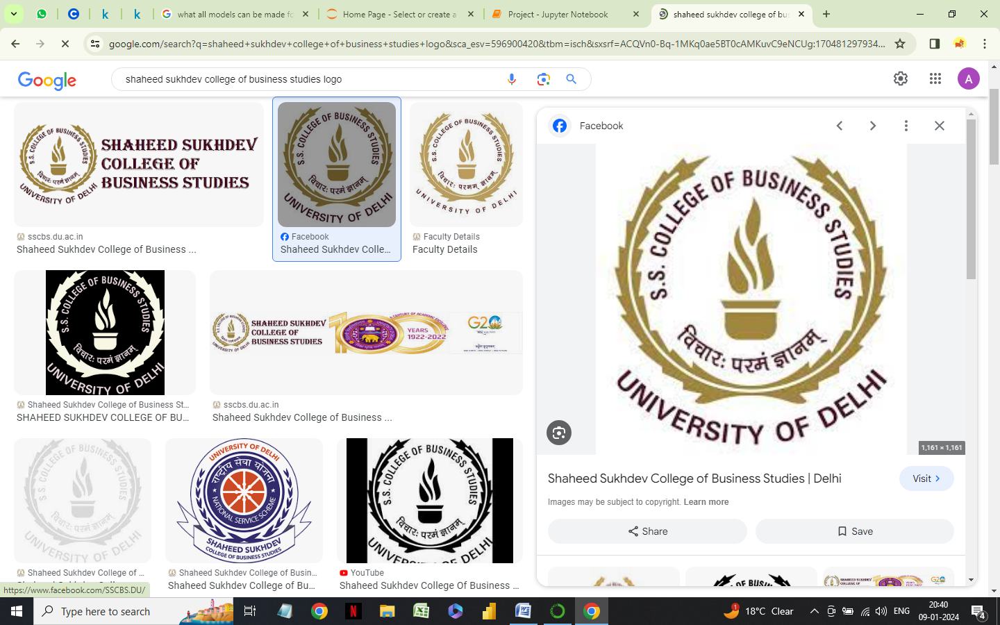 what all models can be made fo
Home Page - Select or create a
Project - Jupyter Notebook
shaheed sukhdev college of bus
google.com/search?q=shaheed+sukhdev+college+of+business+studies+logo&sca_esv=596900420&tbm=isch&sxsrf=ACQVn0-Bq-1MKq0ae5BT0cAMKuvC9eNCUg:170481297934...
Google
shaheed sukhdev college of business studies logo
A
S.S. COLLEGE OF BUSINESS STUDIES
विचारः परमं ज्ञानम्
UNIVERSITY OF DELHI
SHAHEED SUKHDEV
COLLEGE OF
BUSINESS STUDIES
sscbs.du.ac.in
Shaheed Sukhdev College of Business ...
S.S. COLLEGE OF BUSINESS STUDIES
विचारः परमं ज्ञानम्
UNIVERSITY OF DELHI
Facebook
Shaheed Sukhdev Colle...
S.S. COLLEGE OF BUSINESS STUDIES
विचारः परमम् ज्ञानम्
UNIVERSITY OF DELHI
Faculty Details
Faculty Details
S.S. COLLEGE OF BUSINESS STUDIES
विचारः परमं ज्ञानम्
UNIVERSITY OF DELHI
Shaheed Sukhdev College of Business St...
SHAHEED SUKHDEV COLLEGE OF BU...
SHAHEED SUKHDEV
COLLEGE OF
BUSINESS STUDIES
A CENTURY OF ACADEMIC EXCELLENCE
YEARS
1922-2022
G20
sscbs.du.ac.in
Shaheed Sukhdev College of Business ...
S.S. COLLEGE OF BUSINESS STUDIES
विचारः परमं ज्ञानम्
UNIVERSITY OF DELHI
Shaheed Sukhdev College of ...
UNIVERSITY OF DELHI
राष्ट्रीय सेवा योजना
NATIONAL SERVICE SCHEME
SHAHEED SUKHDEV
COLLEGE OF BUSINESS STUDIES
Shaheed Sukhdev College of Busin...
Shaheed Sukhdev College Of Bu...
S.S. COLLEGE OF BUSINESS STUDIES
विचारः परमं ज्ञानम्
UNIVERSITY OF DELHI
YouTube
Shaheed Sukhdev College Of Business ...
Facebook
S.S. COLLEGE OF BUSINESS STUDIES
विचारः परमं ज्ञानम्
UNIVERSITY OF DELHI
1,161 × 1,161
Shaheed Sukhdev College of Business Studies | Delhi
Visit
Images may be subject to copyright. Learn more
Share
Save
https://www.facebook.com/SSCBS.DU/
Type here to search
1
18°C Clear
ENG
20:40
09-01-2024
4